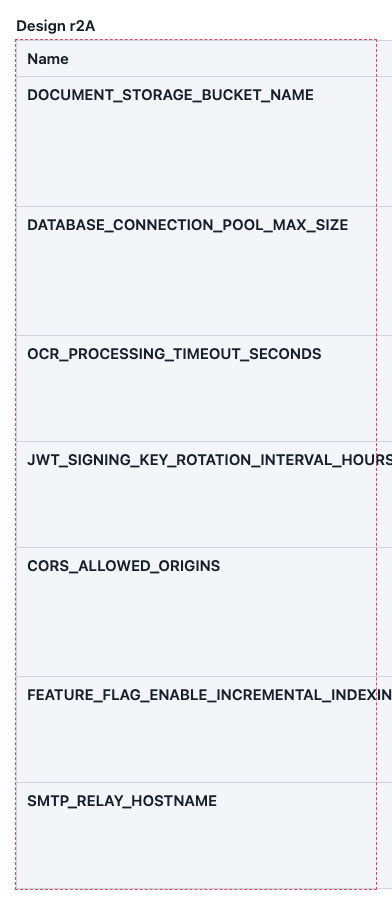 Design r2A
Name
DOCUMENT_STORAGE_BUCKET_NAME
DATABASE_CONNECTION_POOL_MAX_SIZE
OCR_PROCESSING_TIMEOUT_SECONDS
JWT_SIGNING_KEY_ROTATION_INTERVAL_HOURS
CORS_ALLOWED_ORIGINS
FEATURE_FLAG_ENABLE_INCREMENTAL_INDEXIN
SMTP_RELAY_HOSTNAME